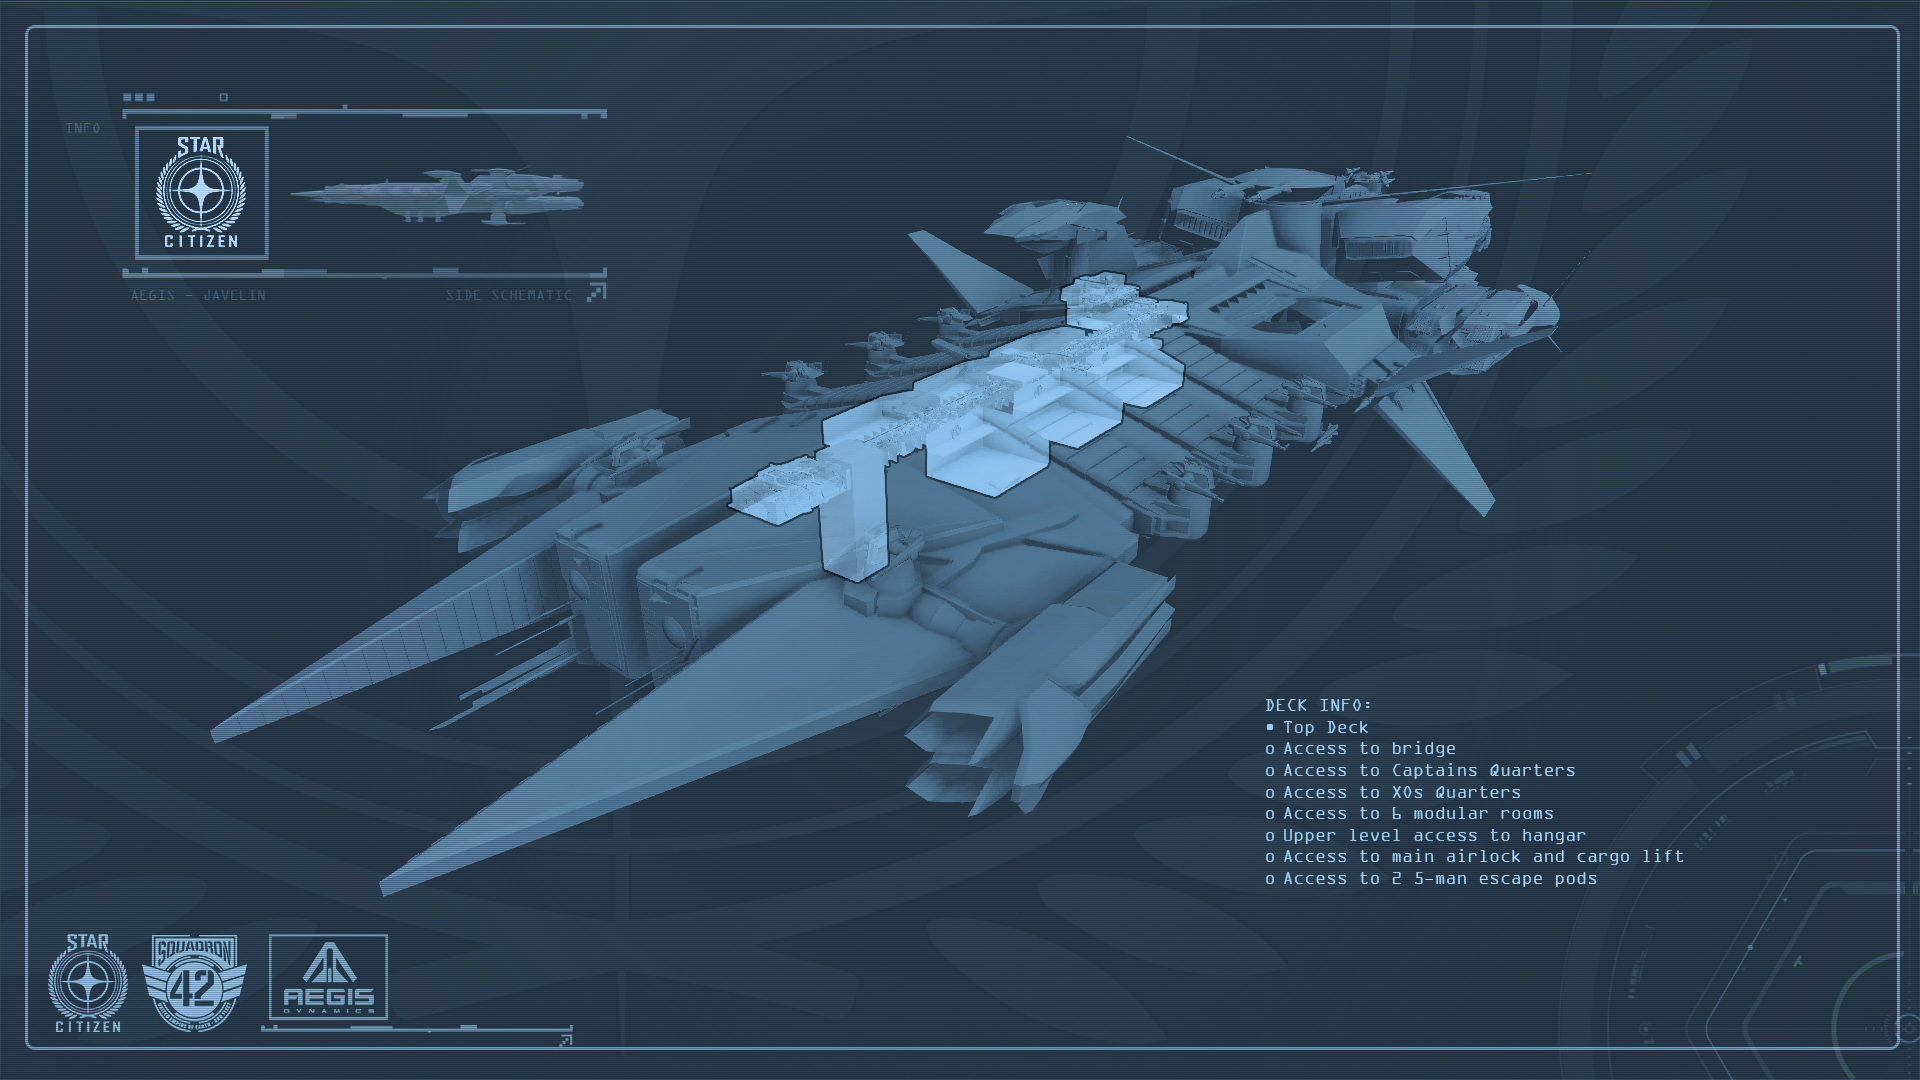 INFO
STAR
CITIZEN
AEGIS - JAVELIN
SIDE SCHEMATIC
DECK INFO:
▪ Top Deck
o Access to bridge
o Access to Captains Quarters
o Access to XOs Quarters
o Access to 6 modular rooms
o Upper level access to hangar
o Access to main airlock and cargo lift
o Access to 2 5-man escape pods
STAR
CITIZEN
SQUADRON
42
AEGIS
DYNAMICS